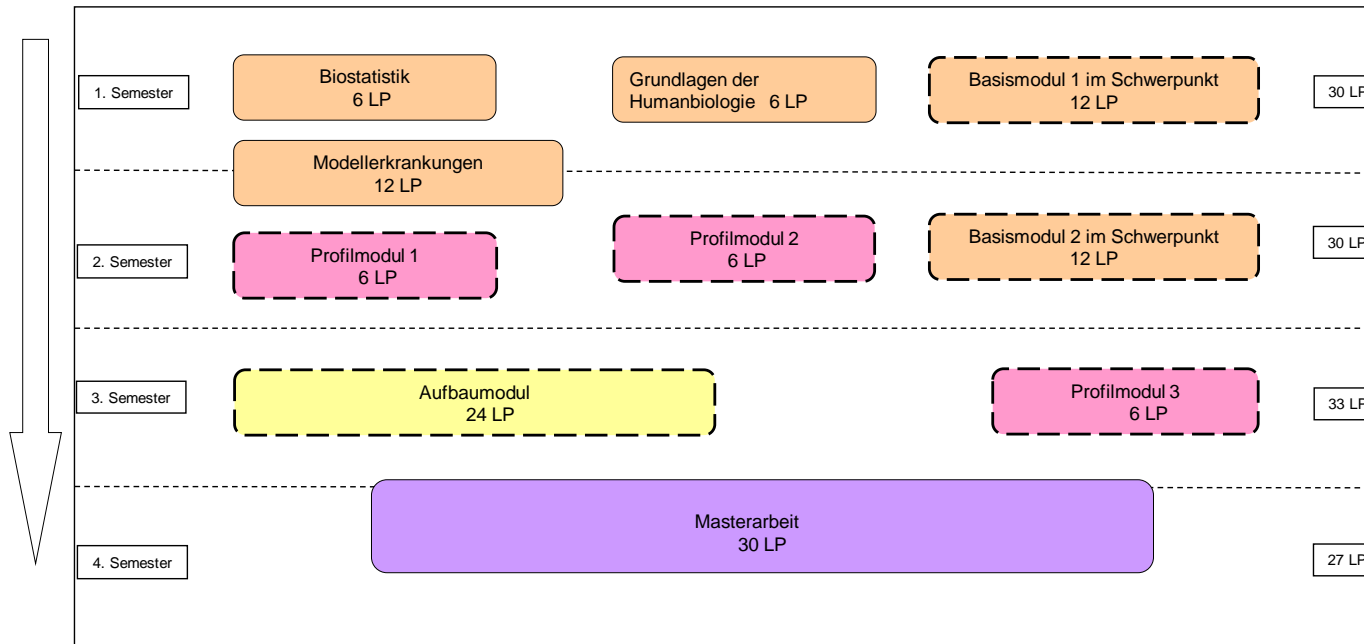 1. Semester
Biostatistik
6 LP
Grundlagen der
Humanbiologie 6 LP
Basismodul 1 im Schwerpunkt
12 LP
30 LP
Modellerkrankungen
12 LP
2. Semester
Profilmodul 1
6 LP
Profilmodul 2
6 LP
Basismodul 2 im Schwerpunkt
12 LP
30 LP
3. Semester
Aufbaumodul
24 LP
Profilmodul 3
6 LP
33 LP
4. Semester
Masterarbeit
30 LP
27 LP